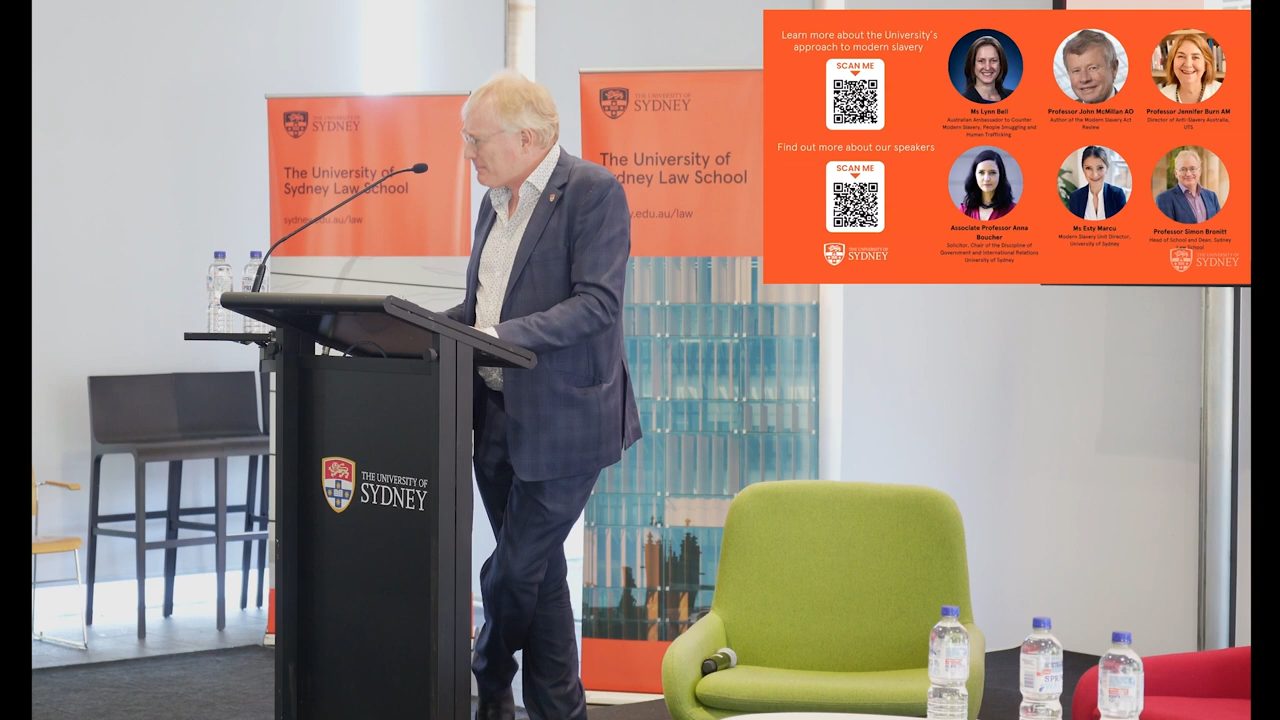 THE UNIVERSITY OF
SYDNEY
The University of
Sydney Law School
sydney.edu.au/law
THE UNIVERSITY OF
SYDNEY
The University of
Sydney Law School
.edu.au/law
THE UNIVERSITY OF
SYDNEY
Learn more about the University's
approach to modern slavery
SCAN ME
Find out more about our speakers
SCAN ME
THE UNIVERSITY OF
SYDNEY
Ms Lynn Bell
Australian Ambassador to Counter
Modern Slavery, People Smuggling and
Human Trafficking
Professor John McMillan AO
Author of the Modern Slavery Act
Review
Professor Jennifer Burn AM
Director of Anti-Slavery Australia,
UTS
Associate Professor Anna
Boucher
Solicitor, Chair of the Discipline of
Government and International Relations
University of Sydney
Ms Esty Marcu
Modern Slavery Unit Director,
University of Sydney
Professor Simon Bronitt
Head of School and Dean, Sydney
Law School
THE UNIVERSITY OF
SYDNEY